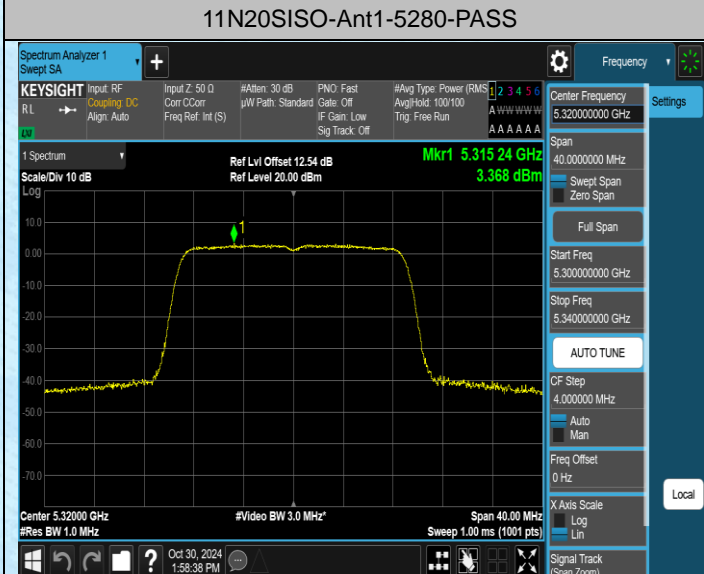 11N20SISO-Ant1-5280-PASS
Spectrum Analyzer 1
Swept SA
Frequency
KEYSIGHT
RL
Input: RF
Coupling: DC
Align: Auto
Input Z: 50 Ω
Corr CCorr
Freq Ref: Int (S)
#Atten: 30 dB
µW Path: Standard
PNO: Fast
Gate: Off
IF Gain: Low
Sig Track: Off
#Avg Type: Power (RMS
Avg|Hold: 100/100
Trig: Free Run
1 2 3 4 5 6
A W W W W W
A A A A A A
LXI
Center Frequency
5.320000000 GHz
Settings
Span
40.0000000 MHz
Swept Span
Zero Span
Full Span
Start Freq
5.300000000 GHz
Stop Freq
5.340000000 GHz
AUTO TUNE
CF Step
4.000000 MHz
Auto
Man
Freq Offset
0 Hz
X Axis Scale
Log
Lin
Local
Signal Track
(Span Zoom)
1 Spectrum
Scale/Div 10 dB
Ref Lvl Offset 12.54 dB
Ref Level 20.00 dBm
Mkr1 5.315 24 GHz
3.368 dBm
Log
1
10.0
0.00
-10.0
-20.0
-30.0
-40.0
-50.0
-60.0
-70.0
Center 5.32000 GHz
#Res BW 1.0 MHz
#Video BW 3.0 MHz*
Span 40.00 MHz
Sweep 1.00 ms (1001 pts)
?
Oct 30, 2024
1:58:38 PM